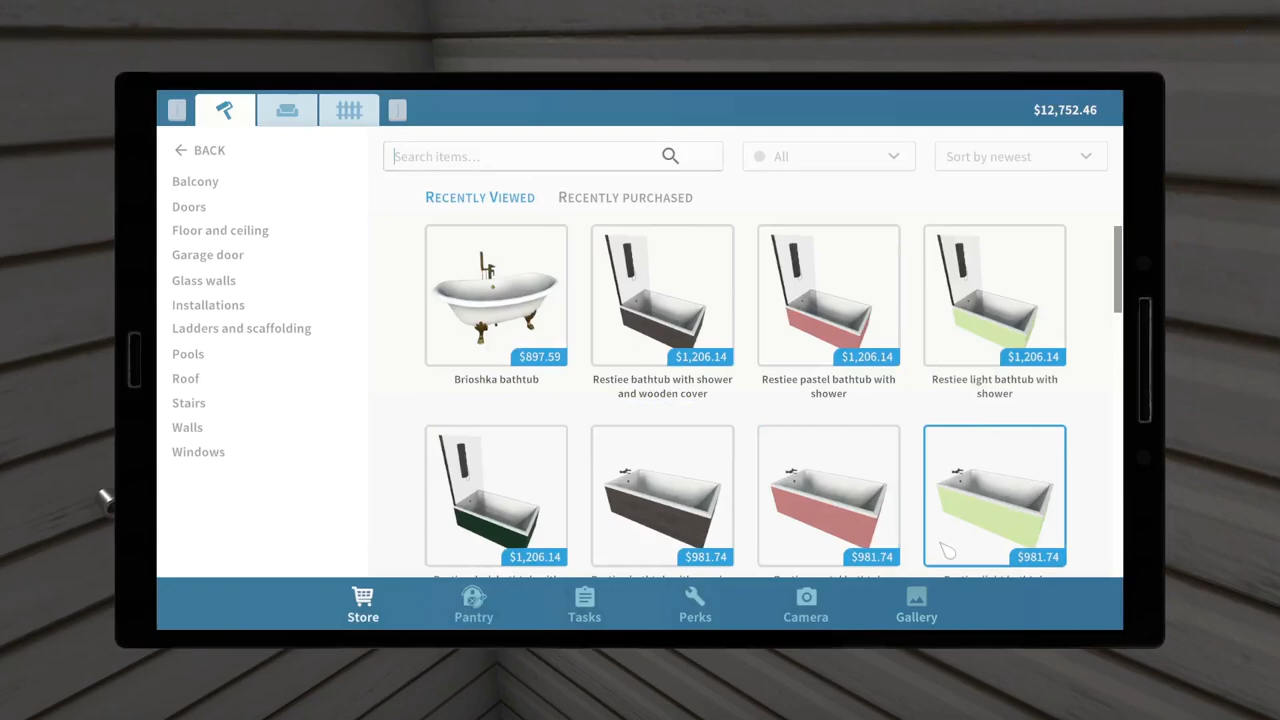 $12,752.46
BACK
Balcony
Doors
Floor and ceiling
Garage door
Glass walls
Installations
Ladders and scaffolding
Pools
Roof
Stairs
Walls
Windows
Search items...
All
Sort by newest
RECENTLY VIEWED
RECENTLY PURCHASED
$897.59
$1,206.14
$1,206.14
$1,206.14
Brioshka bathtub
Restiee bathtub with shower
and wooden cover
Restiee pastel bathtub with
shower
Restiee light bathtub with
shower
$1,206.14
$981.74
$981.74
$981.74
Store
Pantry
Tasks
Perks
Camera
Gallery